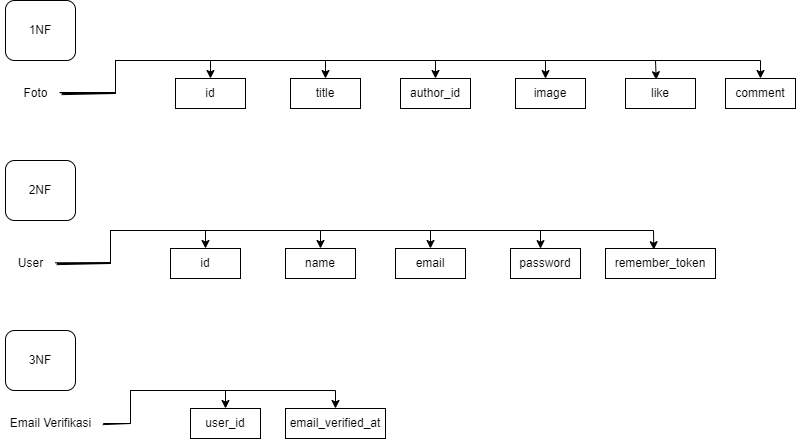 1NF
Foto
id
title
author_id
image
like
comment
2NF
User
id
name
email
password
remember_token
3NF
Email Verifikasi
user_id
email_verified_at